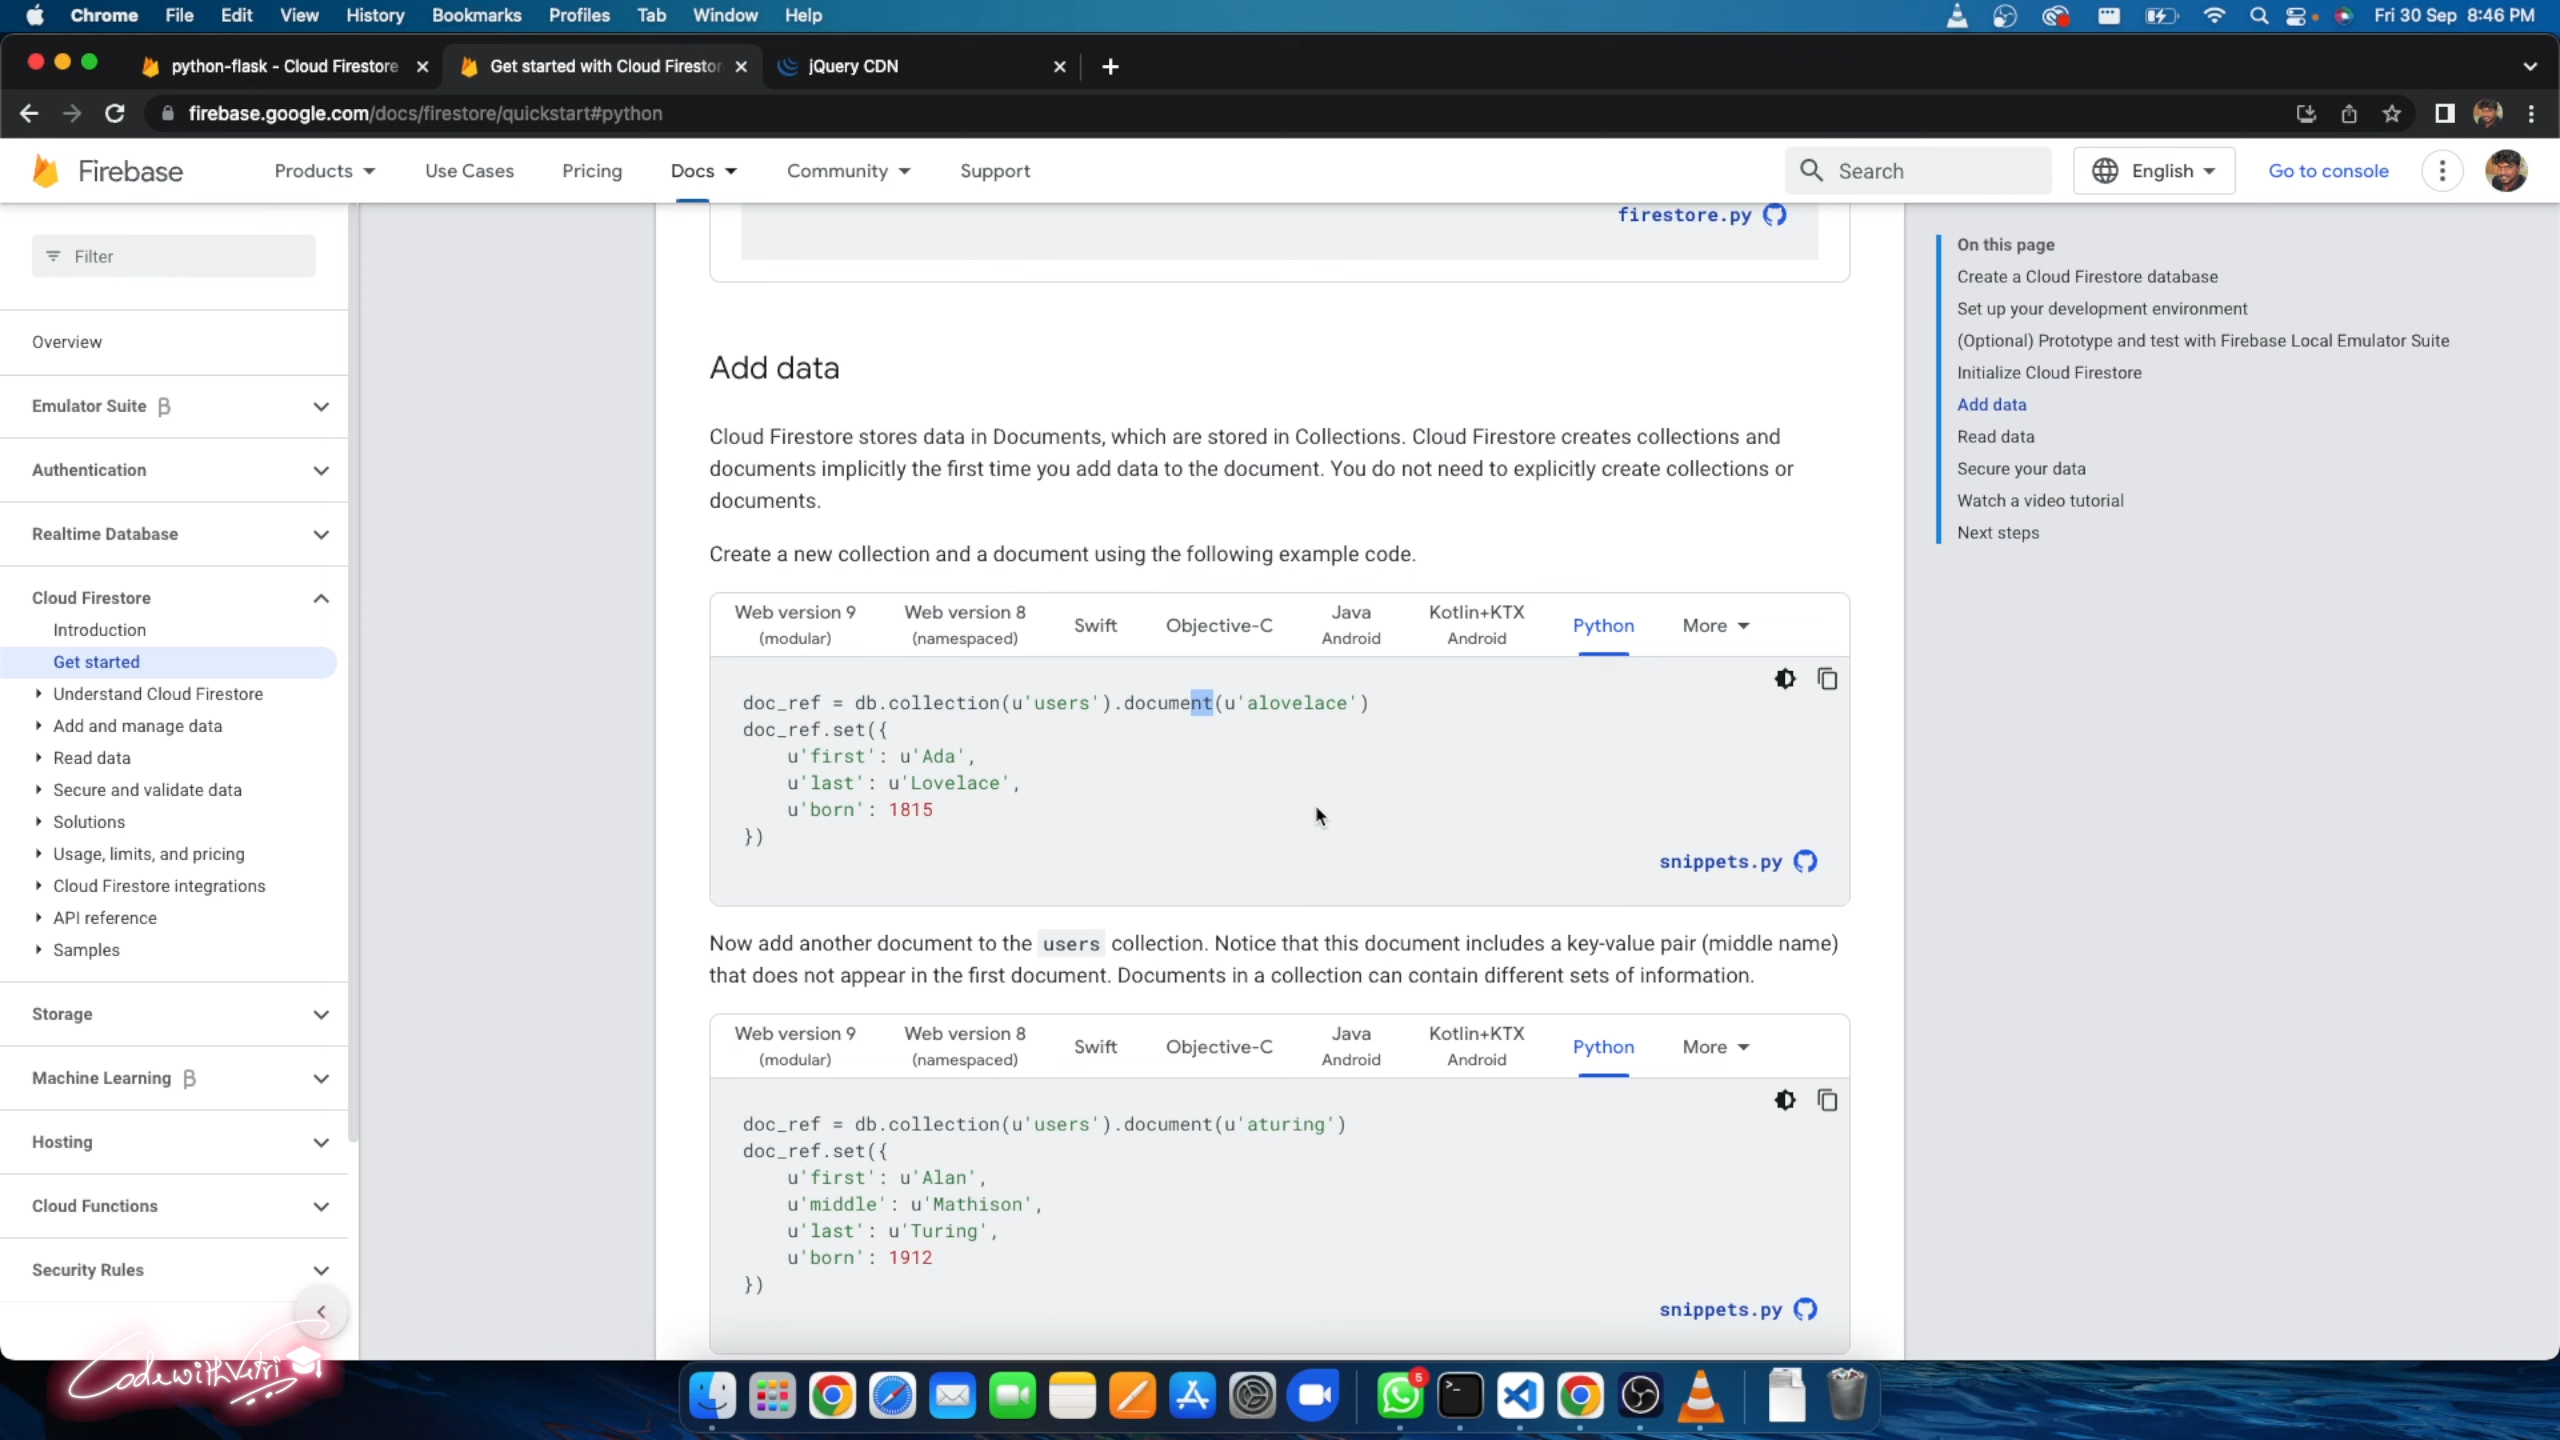 Chrome File Edit View History Bookmarks Profiles Tab Window Help
Fri 30 Sep 8:46 PM
python-flask - Cloud Firestore
Get started with Cloud Firestor
jQuery CDN
firebase.google.com/docs/firestore/quickstart#python
Firebase
Products
Use Cases
Pricing
Docs
Community
Support
Search
English
Go to console
Filter
Overview
Emulator Suite β
Authentication
Realtime Database
Cloud Firestore
Introduction
Get started
Understand Cloud Firestore
Add and manage data
Read data
Secure and validate data
Solutions
Usage, limits, and pricing
Cloud Firestore integrations
API reference
Samples
Storage
Machine Learning β
Hosting
Cloud Functions
Security Rules
firestore.py
Add data
Cloud Firestore stores data in Documents, which are stored in Collections. Cloud Firestore creates collections and
documents implicitly the first time you add data to the document. You do not need to explicitly create collections or
documents.
Create a new collection and a document using the following example code.
Web version 9
(modular)
Web version 8
(namespaced)
Swift
Objective-C
Java
Android
Kotlin+KTX
Android
Python
More
doc_ref = db.collection(u'users').document(u'alovelace')
doc_ref.set({
    u'first': u'Ada',
    u'last': u'Lovelace',
    u'born': 1815
})
snippets.py
Now add another document to the users collection. Notice that this document includes a key-value pair (middle name)
that does not appear in the first document. Documents in a collection can contain different sets of information.
Web version 9
(modular)
Web version 8
(namespaced)
Swift
Objective-C
Java
Android
Kotlin+KTX
Android
Python
More
doc_ref = db.collection(u'users').document(u'aturing')
doc_ref.set({
    u'first': u'Alan',
    u'middle': u'Mathison',
    u'last': u'Turing',
    u'born': 1912
})
snippets.py
On this page
Create a Cloud Firestore database
Set up your development environment
(Optional) Prototype and test with Firebase Local Emulator Suite
Initialize Cloud Firestore
Add data
Read data
Secure your data
Watch a video tutorial
Next steps
CodewithVetri
5